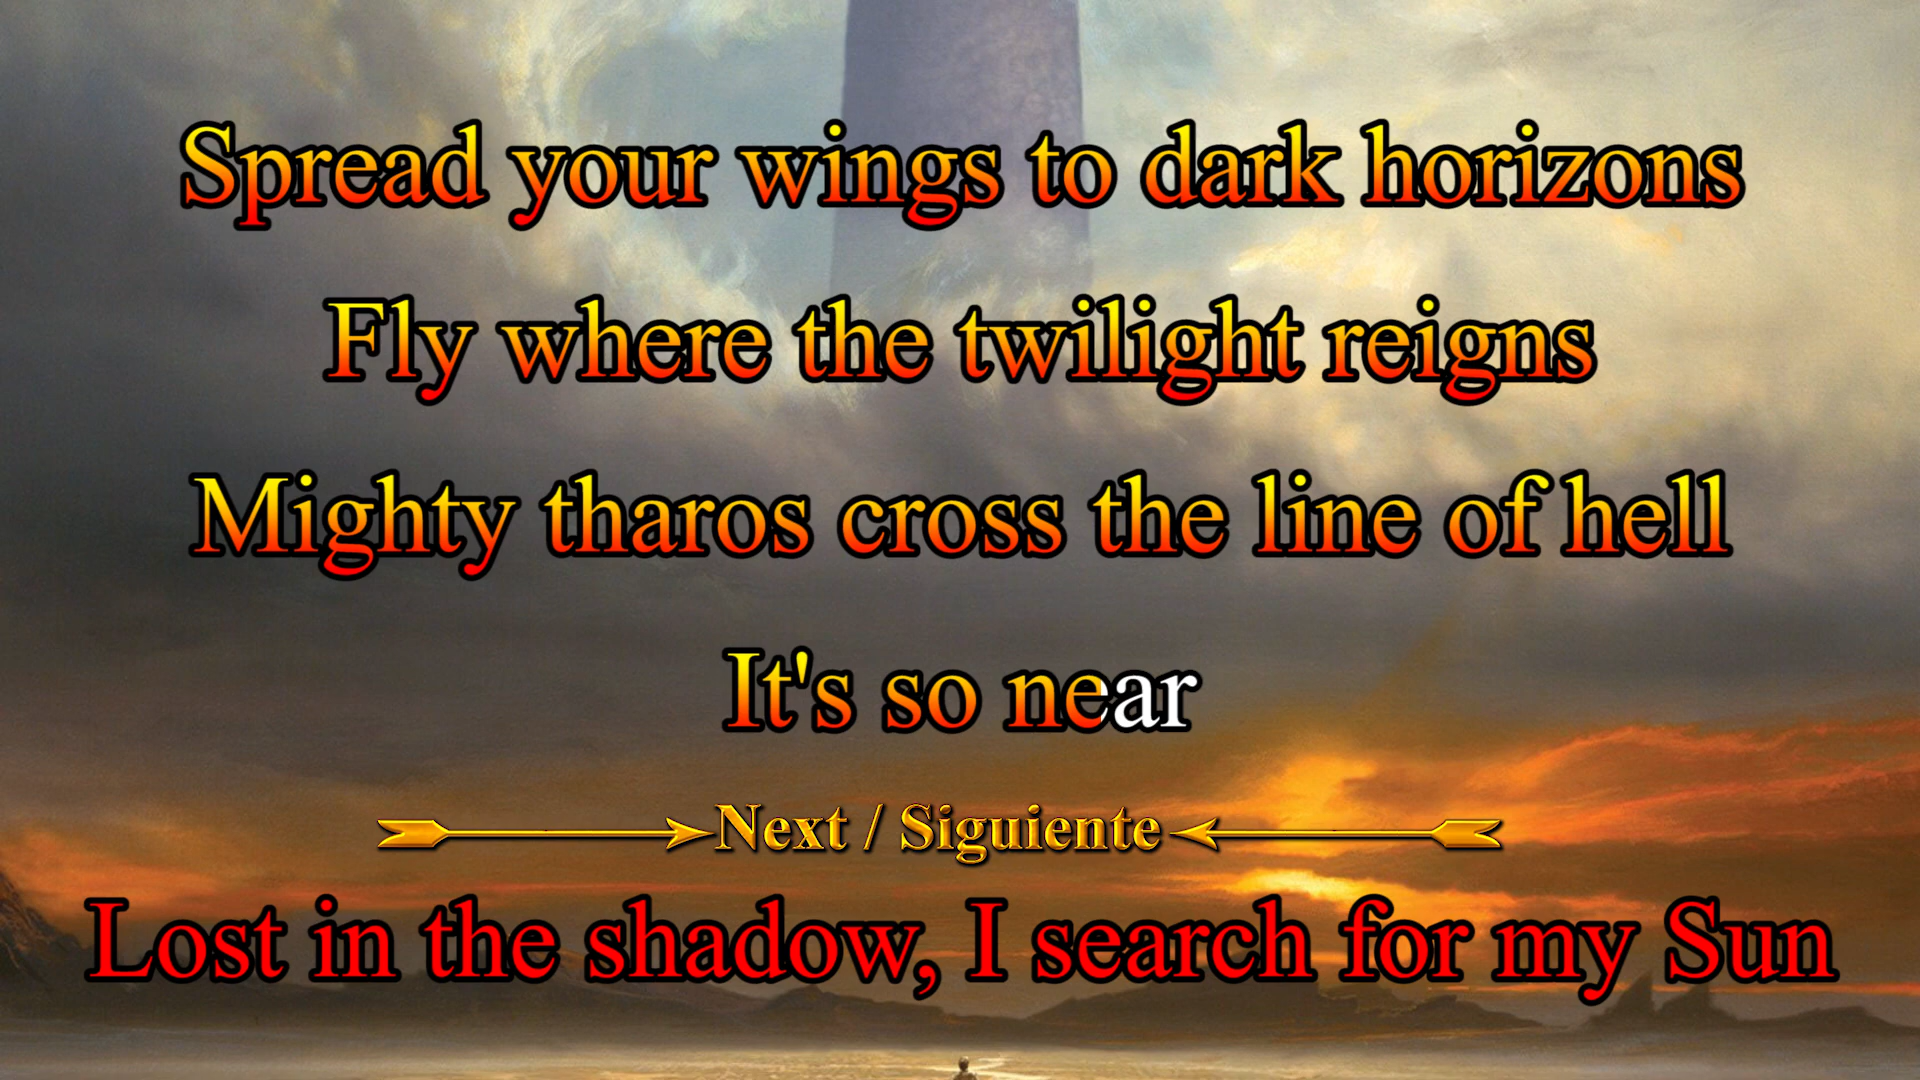 Spread your wings to dark horizons
Fly where the twilight reigns
Mighty tharos cross the line of hell
It's so near
Next / Siguiente
Lost in the shadow, I search for my Sun